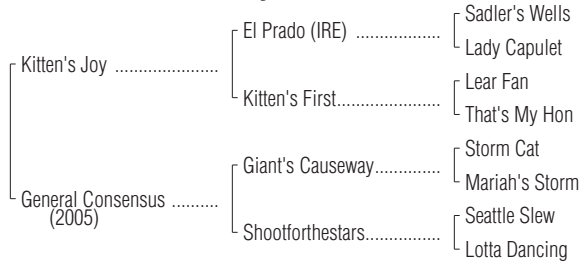 Sadler's Wells
El Prado (IRE) ..................
Lady Capulet
Kitten's Joy ......................
Lear Fan
Kitten's First......................
That's My Hon
Storm Cat
Giant's Causeway..............
Mariah's Storm
General Consensus ..........
(2005)
Seattle Slew
Shootforthestars................
Lotta Dancing